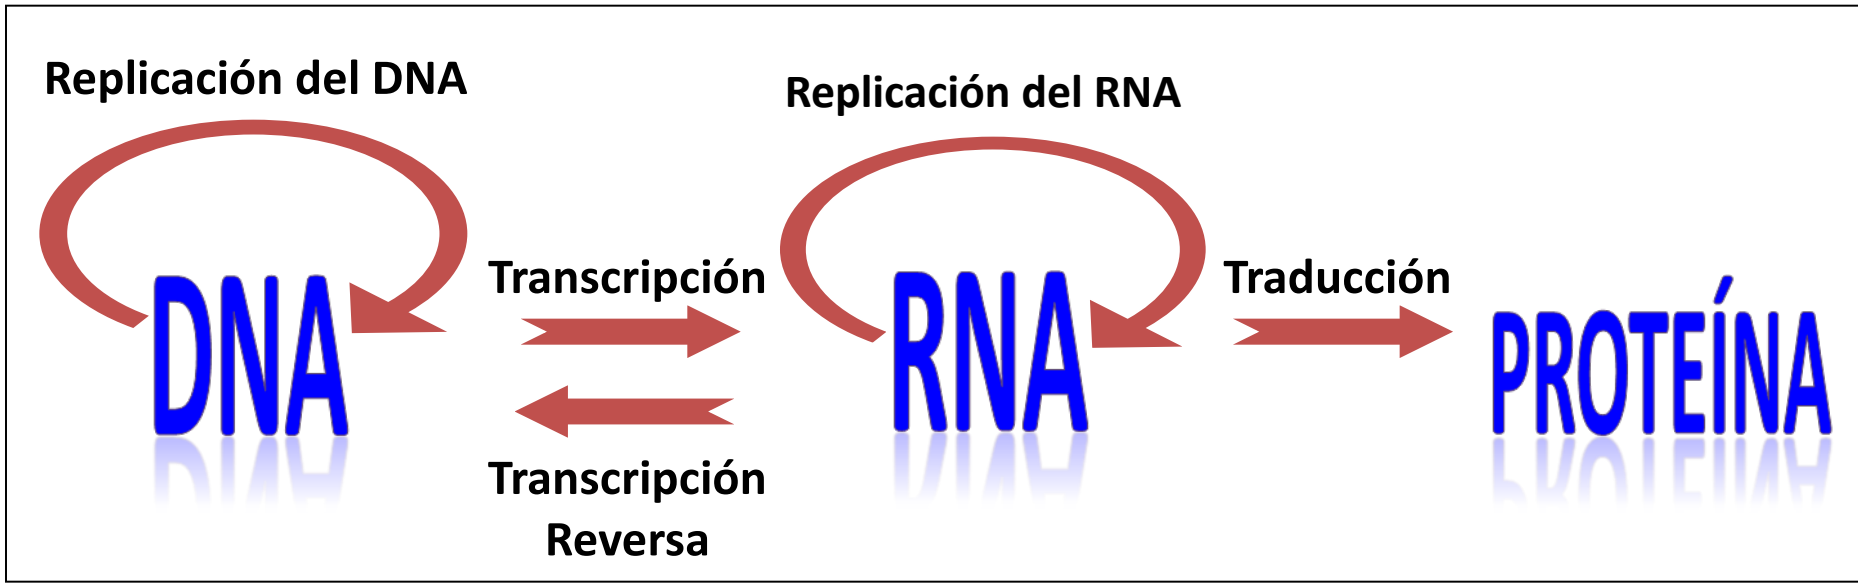 Replicación del DNA
Replicación del RNA
Transcripción
Traducción
DNA
RNA
PROTEÍNA
Transcripción
Reversa